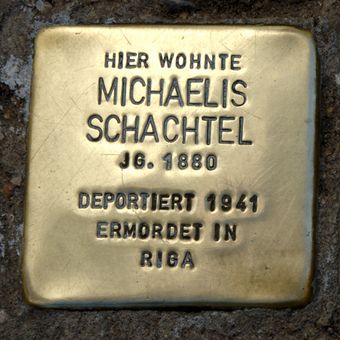 HIER WOHNTE
MICHAELIS
SCHACHTEL
JG. 1880
DEPORTIERT 1941
ERMORDET IN
RIGA